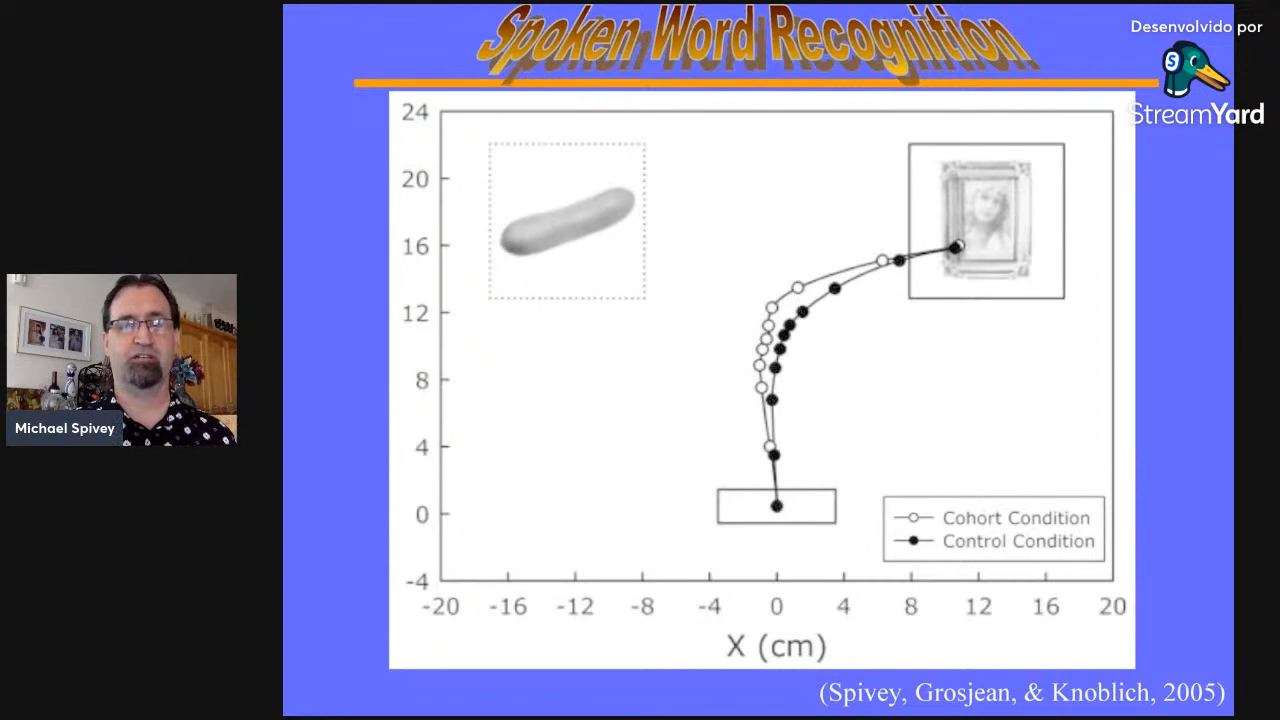 Spoken Word Recognition
Desenvolvido por
StreamYard
24
20
16
12
8
4
0
-4
-20 -16 -12 -8 -4 0 4 8 12 16 20
X (cm)
Cohort Condition
Control Condition
Michael Spivey
(Spivey, Grosjean, & Knoblich, 2005)